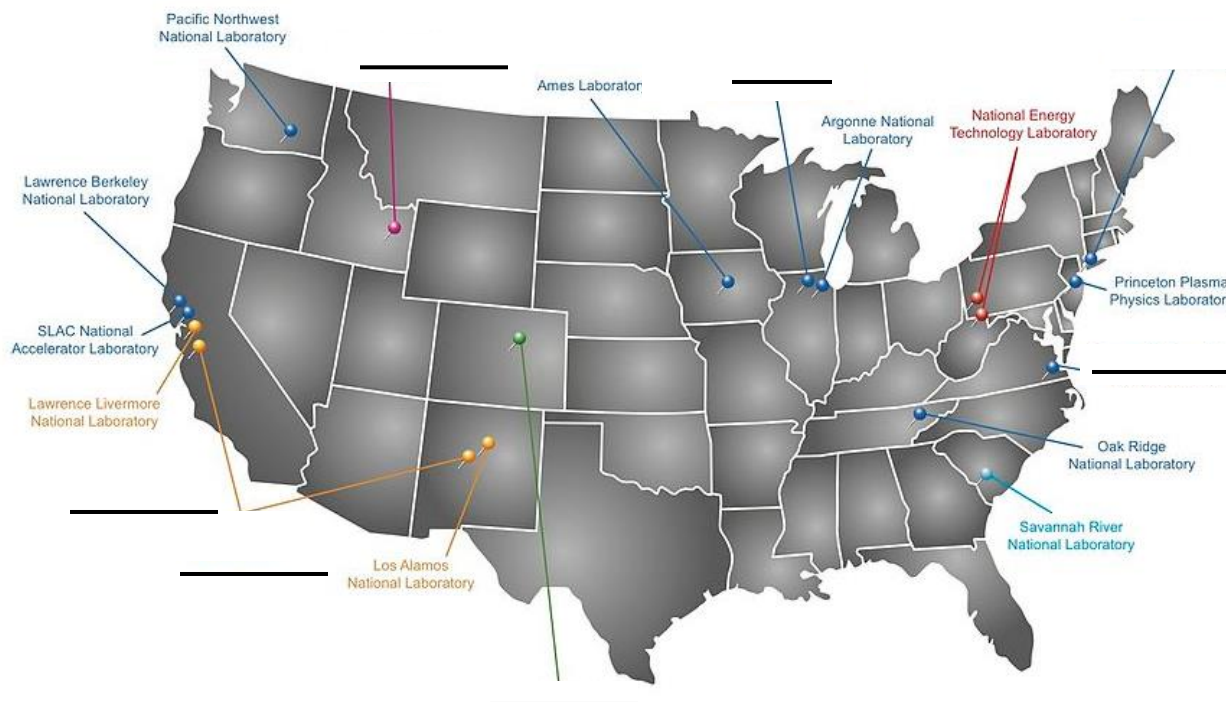 Pacific Northwest
National Laboratory
Ames Laborator
Argonne National
Laboratory
National Energy
Technology Laboratory
Lawrence Berkeley
National Laboratory
Princeton Plasma
Physics Laborator
SLAC National
Accelerator Laboratory
Lawrence Livermore
National Laboratory
Oak Ridge
National Laboratory
Savannah River
National Laboratory
Los Alamos
National Laboratory